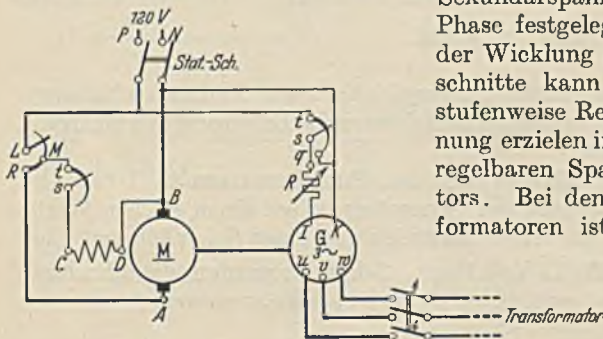 Sekundärspann
Phase festgeleg
der Wicklung
schnitte kann
stufenweise Re
nung erzielen in
regelbaren Spa
tors. Bei den
formatoren ist
120 V
P N
Stat.-Sch.
L M
R t
s
t
s
q
R
B
C D
M
A
I K
G
3~
u v w
Transformator